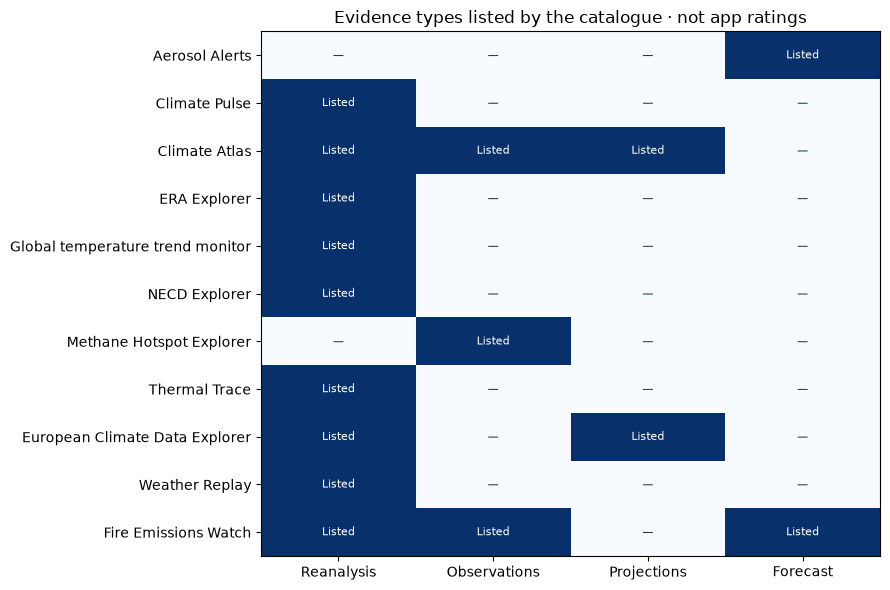 Evidence types listed by the catalogue · not app ratings
Aerosol Alerts — — — Listed
Climate Pulse Listed — — —
Climate Atlas Listed Listed Listed —
ERA Explorer Listed — — —
Global temperature trend monitor Listed — — —
NECD Explorer Listed — — —
Methane Hotspot Explorer — Listed — —
Thermal Trace Listed — — —
European Climate Data Explorer Listed — Listed —
Weather Replay Listed — — —
Fire Emissions Watch Listed Listed — Listed
Reanalysis Observations Projections Forecast